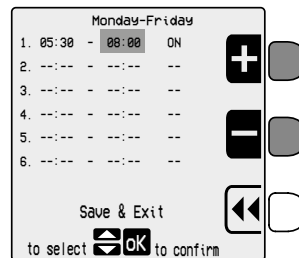 Monday-Friday
1. 05:30 - 08:00 ON
2. --:-- - --:-- --
3. --:-- - --:-- --
4. --:-- - --:-- --
5. --:-- - --:-- --
6. --:-- - --:-- --
Save & Exit
to select OK to confirm